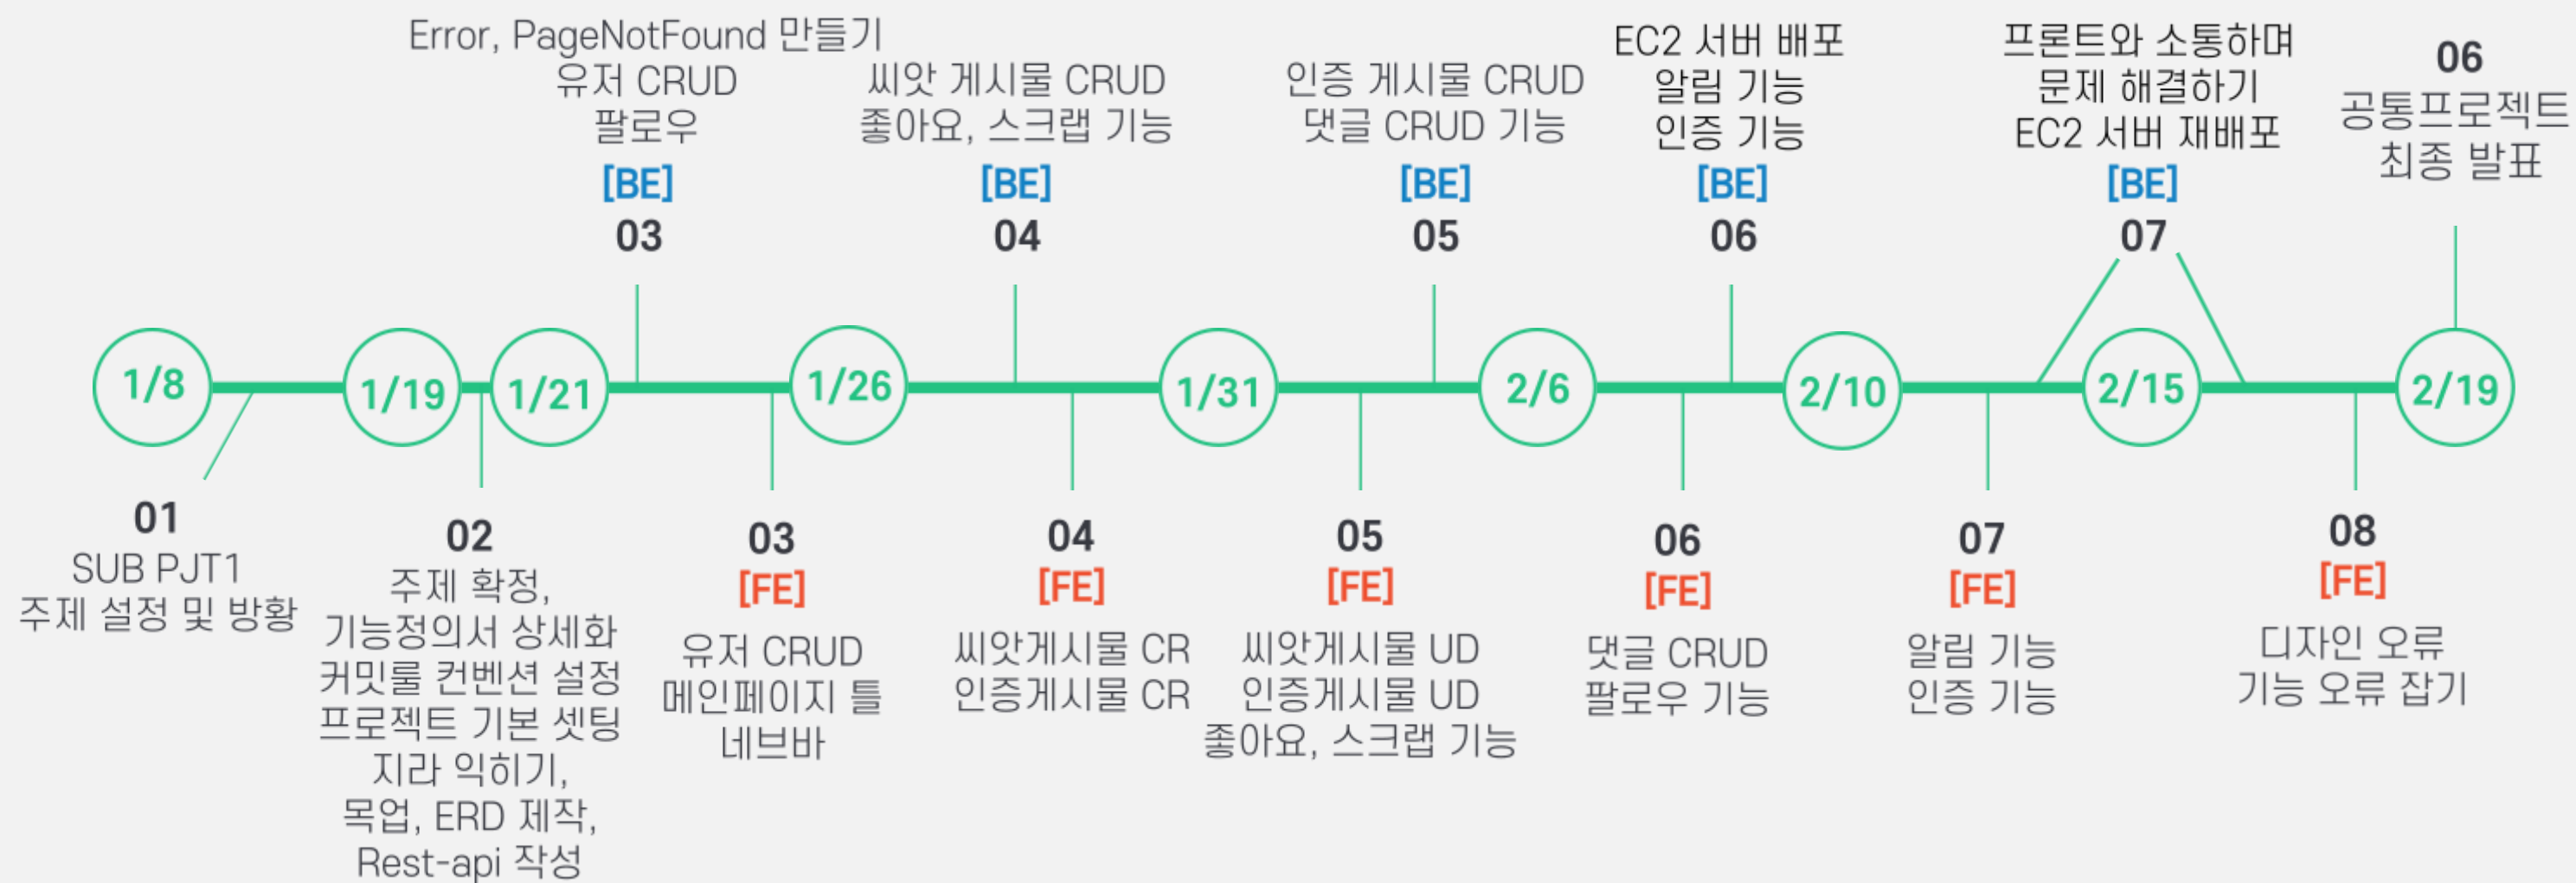 Error, PageNotFound 만들기
유저 CRUD
팔로우
[BE]
03
씨앗 게시물 CRUD
좋아요, 스크랩 기능
[BE]
04
인증 게시물 CRUD
댓글 CRUD 기능
[BE]
05
EC2 서버 배포
알림 기능
인증 기능
[BE]
06
프론트와 소통하며
문제 해결하기
EC2 서버 재배포
[BE]
07
06
공통프로젝트
최종 발표
1/8
1/19
1/21
1/26
1/31
2/6
2/10
2/15
2/19
01
SUB PJT1
주제 설정 및 방황
02
주제 확정,
기능정의서 상세화
커밋룰 컨벤션 설정
프로젝트 기본 셋팅
지라 익히기,
목업, ERD 제작,
Rest-api 작성
03
[FE]
유저 CRUD
메인페이지 틀
네브바
04
[FE]
씨앗게시물 CR
인증게시물 CR
05
[FE]
씨앗게시물 UD
인증게시물 UD
좋아요, 스크랩 기능
06
[FE]
댓글 CRUD
팔로우 기능
07
[FE]
알림 기능
인증 기능
08
[FE]
디자인 오류
기능 오류 잡기